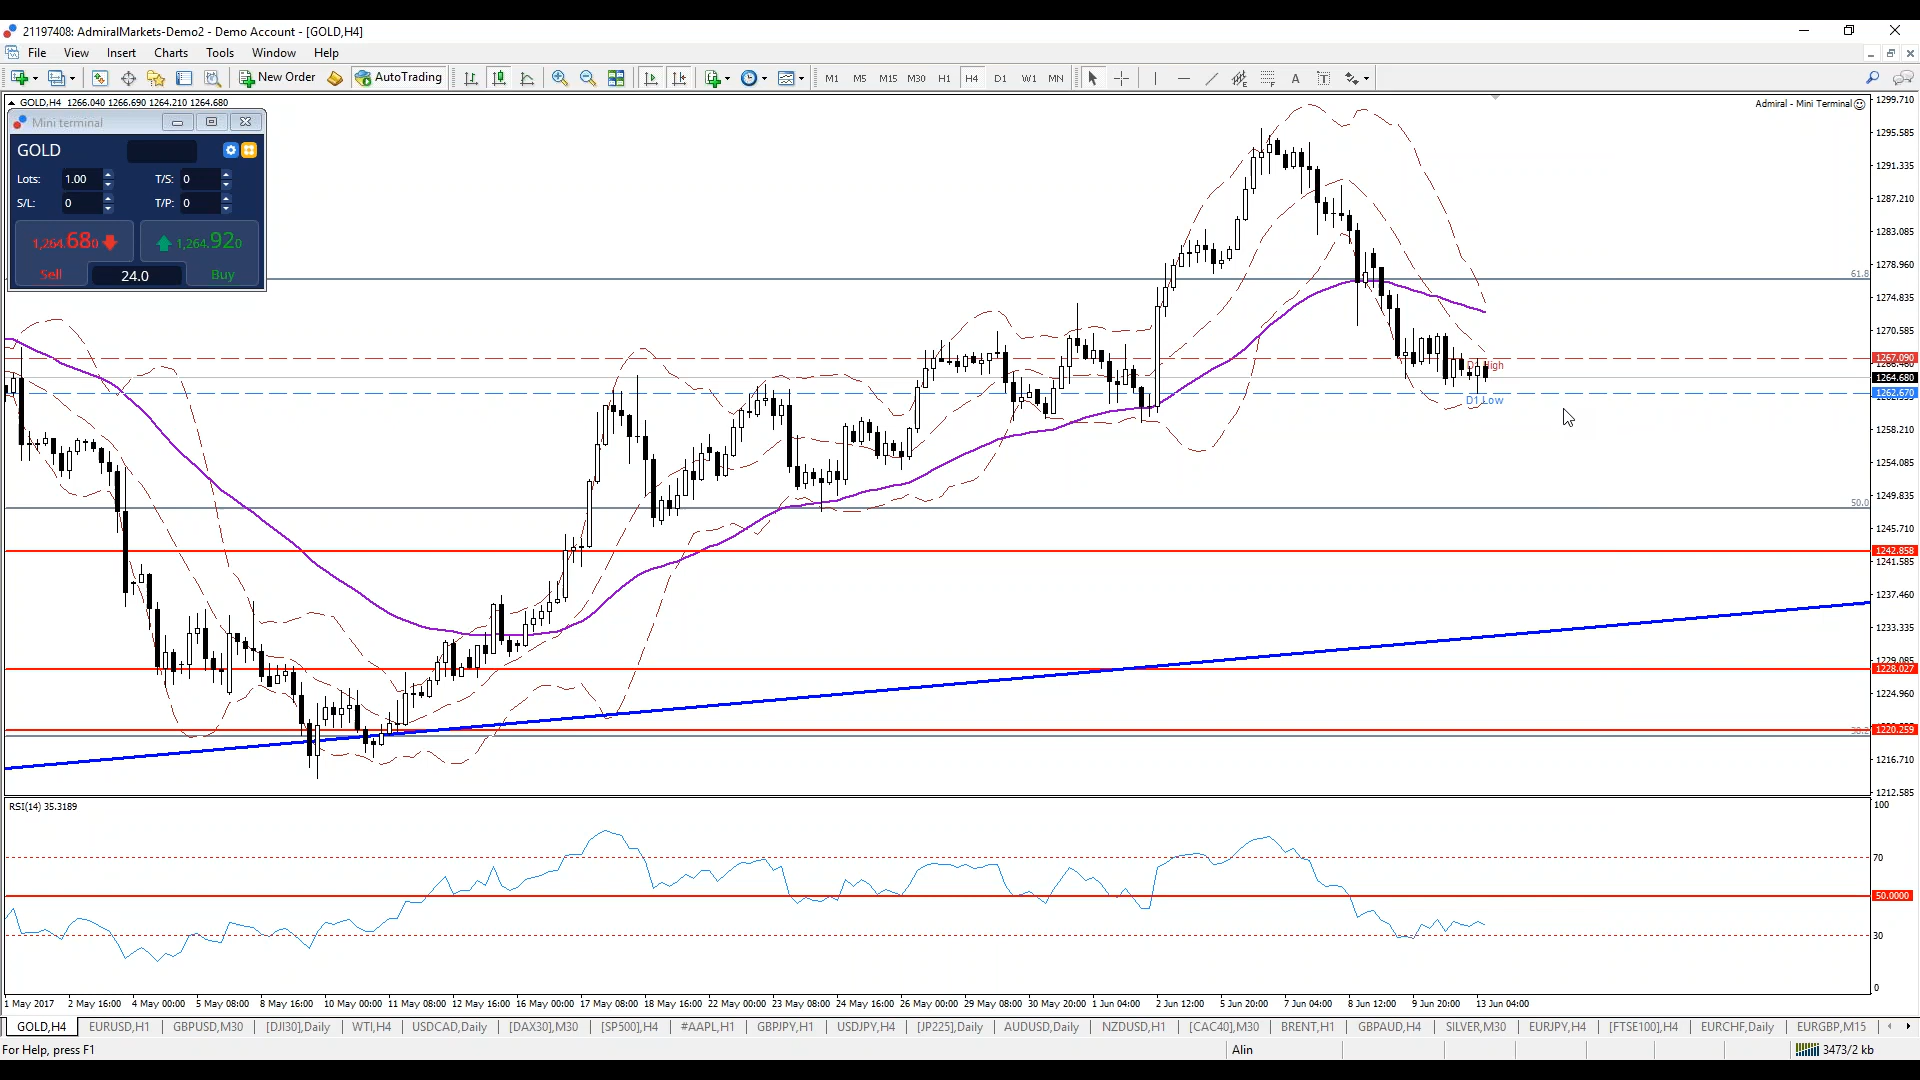 21197408: AdmiralMarkets-Demo2 - Demo Account - [GOLD,H4]
File View Insert Charts Tools Window Help
New Order AutoTrading M1 M5 M15 M30 H1 H4 D1 W1 MN A T
GOLD,H4 1266.040 1266.690 1264.210 1264.680
Admiral - Mini Terminal
Mini terminal
GOLD
Lots: 1.00 T/S: 0
S/L: 0 T/P: 0
1,264.680 1,264.920
Sell 24.0 Buy
1299.710
1295.585
1291.335
1287.210
1283.085
1278.960
61.8
1274.835
1270.585
1267.090
High
1264.680
1262.670
D1 Low
1258.210
1254.085
1249.835
50.0
1245.710
1242.858
1241.585
1237.460
1233.335
1229.085
1228.027
1224.960
1220.259
1216.710
1212.585
RSI(14) 35.3189
100
70
50.0000
30
0
1 May 2017 2 May 16:00 4 May 00:00 5 May 08:00 8 May 16:00 10 May 00:00 11 May 08:00 12 May 16:00 16 May 00:00 17 May 08:00 18 May 16:00 22 May 00:00 23 May 08:00 24 May 16:00 26 May 00:00 29 May 08:00 30 May 20:00 1 Jun 04:00 2 Jun 12:00 5 Jun 20:00 7 Jun 04:00 8 Jun 12:00 9 Jun 20:00 13 Jun 04:00
GOLD,H4 EURUSD,H1 GBPUSD,M30 [DJI30],Daily WTI,H4 USDCAD,Daily [DAX30],M30 [SP500],H4 #AAPL,H1 GBPJPY,H1 USDJPY,H4 [JP225],Daily AUDUSD,Daily NZDUSD,H1 [CAC40],M30 BRENT,H1 GBPAUD,H4 SILVER,M30 EURJPY,H4 [FTSE100],H4 EURCHF,Daily EURGBP,M15
For Help, press F1 Alin 3473/2 kb